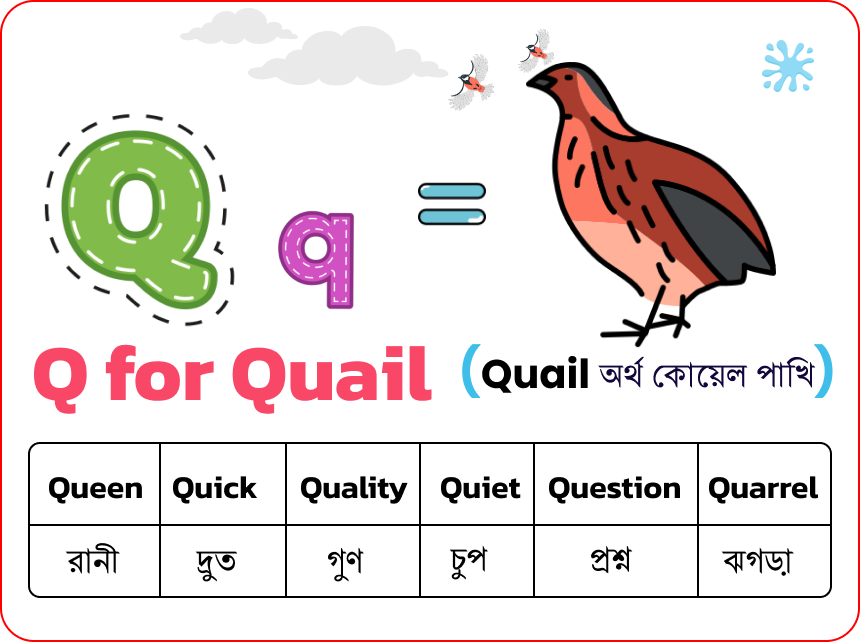 Q q =
Q for Quail (Quail অর্থ কোয়েল পাখি)
Queen Quick Quality Quiet Question Quarrel
রানী দ্রুত গুণ চুপ প্রশ্ন ঝগড়া